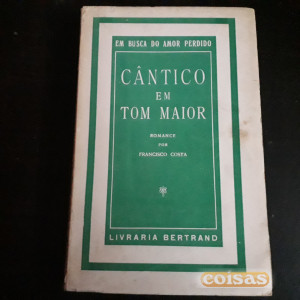 EM BUSCA DO AMOR PERDIDO
CÂNTICO
EM
TOM MAIOR
ROMANCE
POR
FRANCISCO COSTA
LIVRARIA BERTRAND
coisas